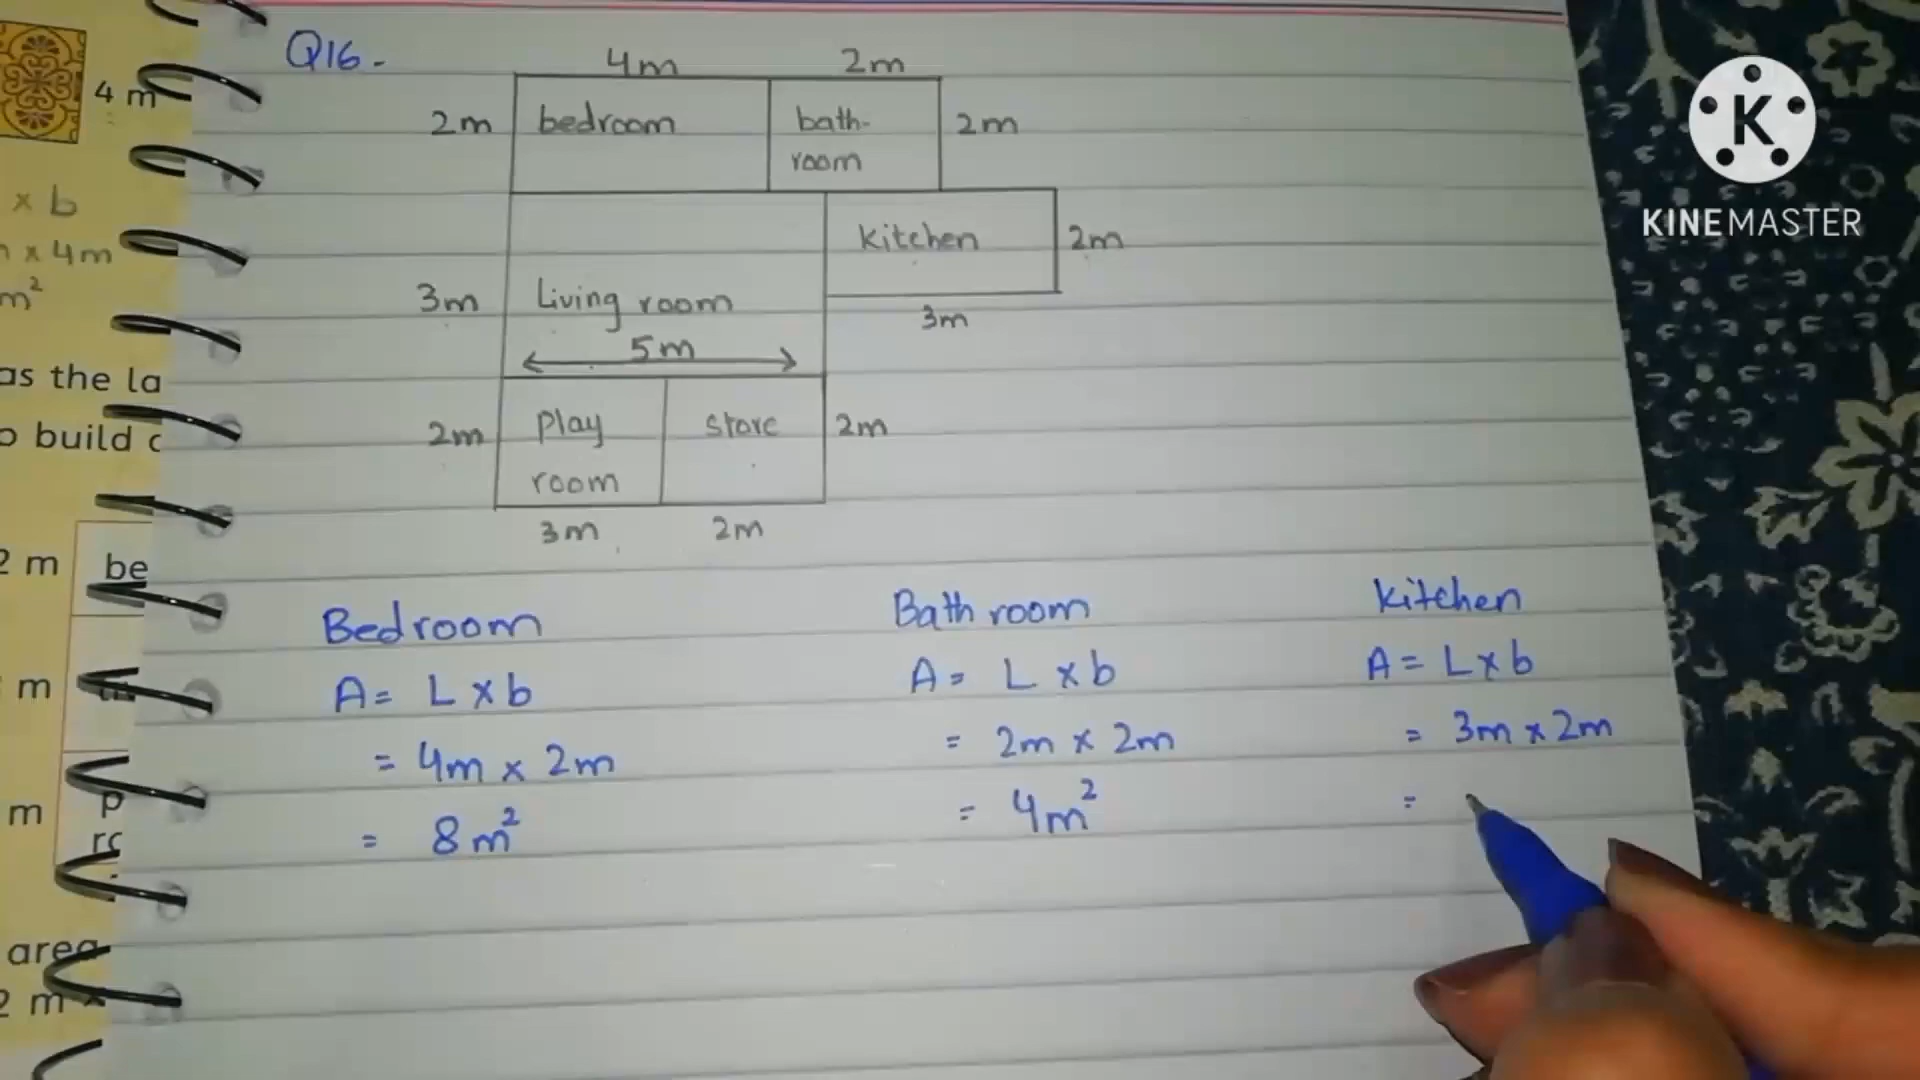 Q16.
4m 2m
2m bedroom bath- 2m
room
Kitchen 2m
3m Living room 3m
5m
2m Play store 2m
room
3m 2m
Bedroom
A= L x b
= 4m x 2m
= 8m²
Bath room
A= L x b
= 2m x 2m
= 4m²
Kitchen
A= L x b
= 3m x 2m
=
4 m
x b
x 4m
m²
as the la
o build
2 m be
m
m p
area
2 m
K
KINEMASTER